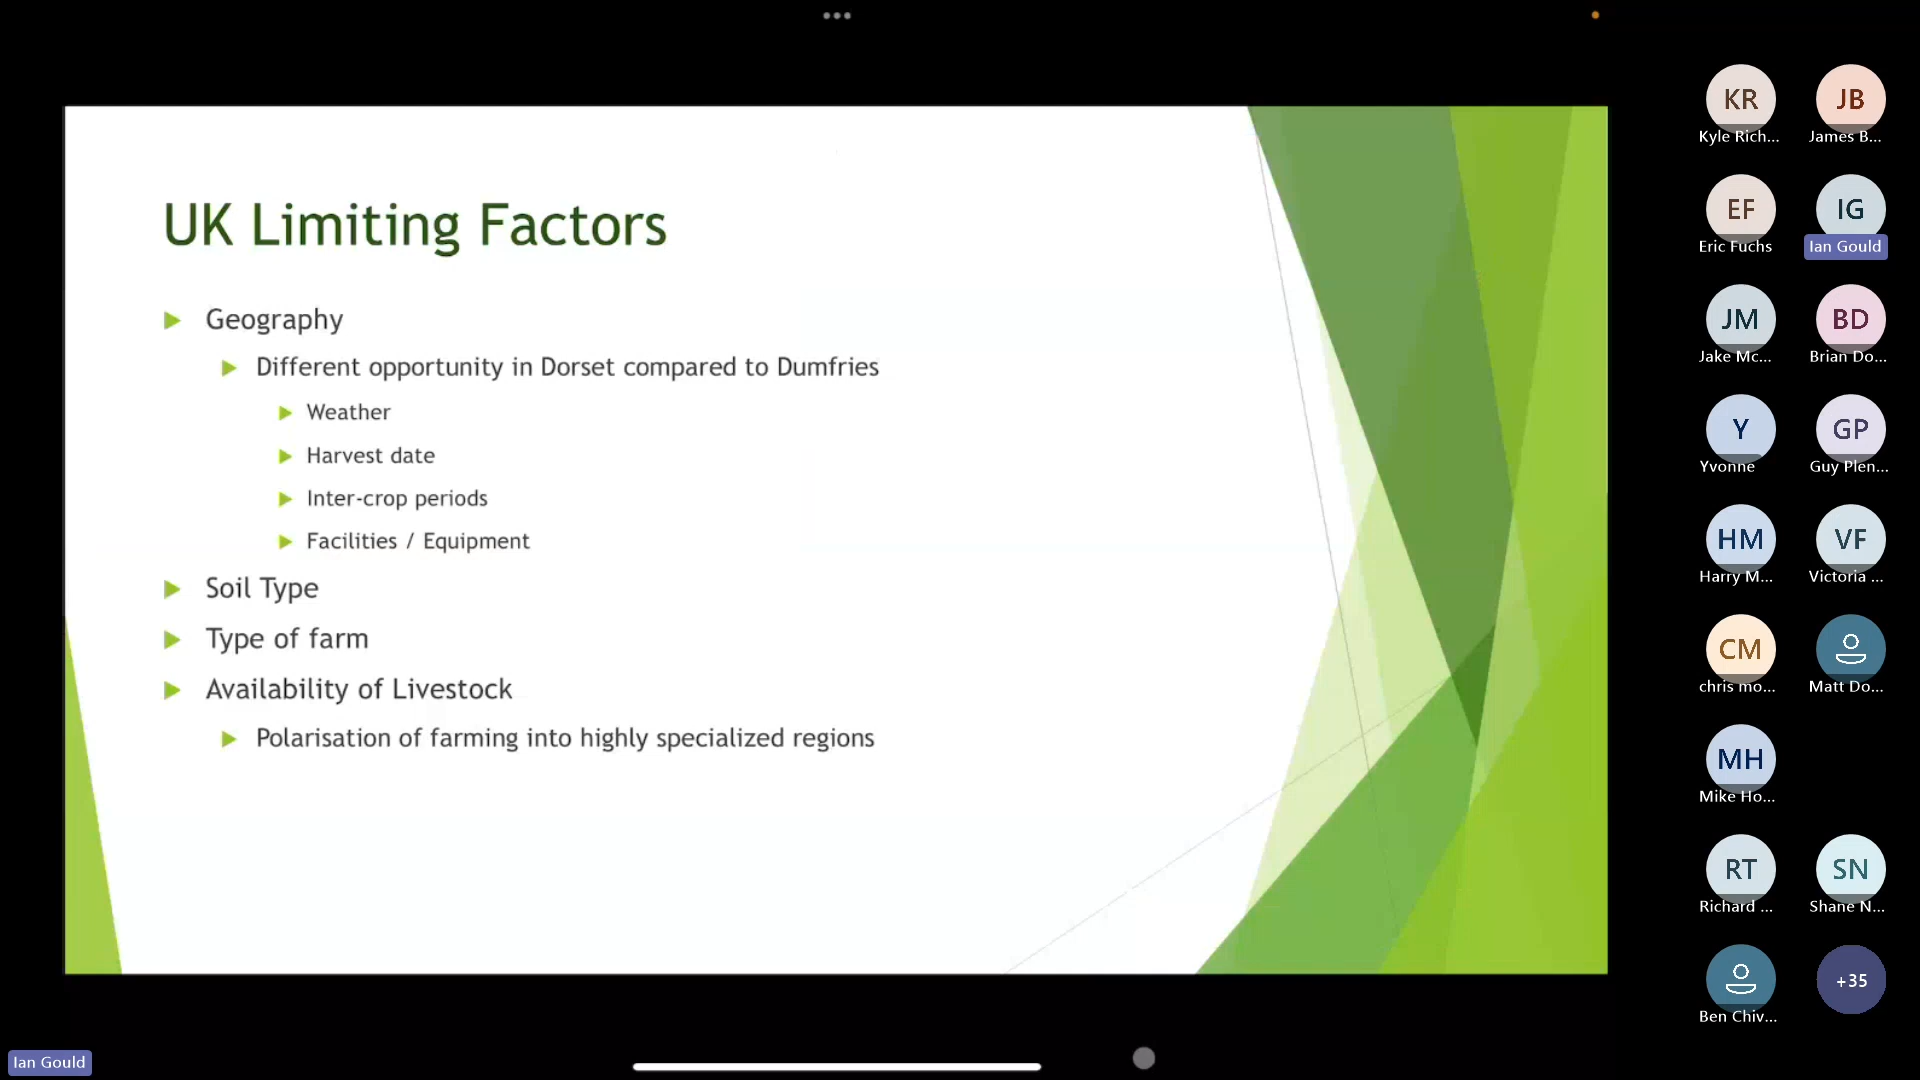 UK Limiting Factors
Geography
Different opportunity in Dorset compared to Dumfries
Weather
Harvest date
Inter-crop periods
Facilities / Equipment
Soil Type
Type of farm
Availability of Livestock
Polarisation of farming into highly specialized regions
KR
Kyle Rich...
JB
James B...
EF
Eric Fuchs
IG
Ian Gould
JM
Jake Mc...
BD
Brian Do...
Y
Yvonne
GP
Guy Plen...
HM
Harry M...
VF
Victoria ...
CM
chris mo...
Matt Do...
MH
Mike Ho...
RT
Richard ...
SN
Shane N...
Ben Chiv...
+35
Ian Gould